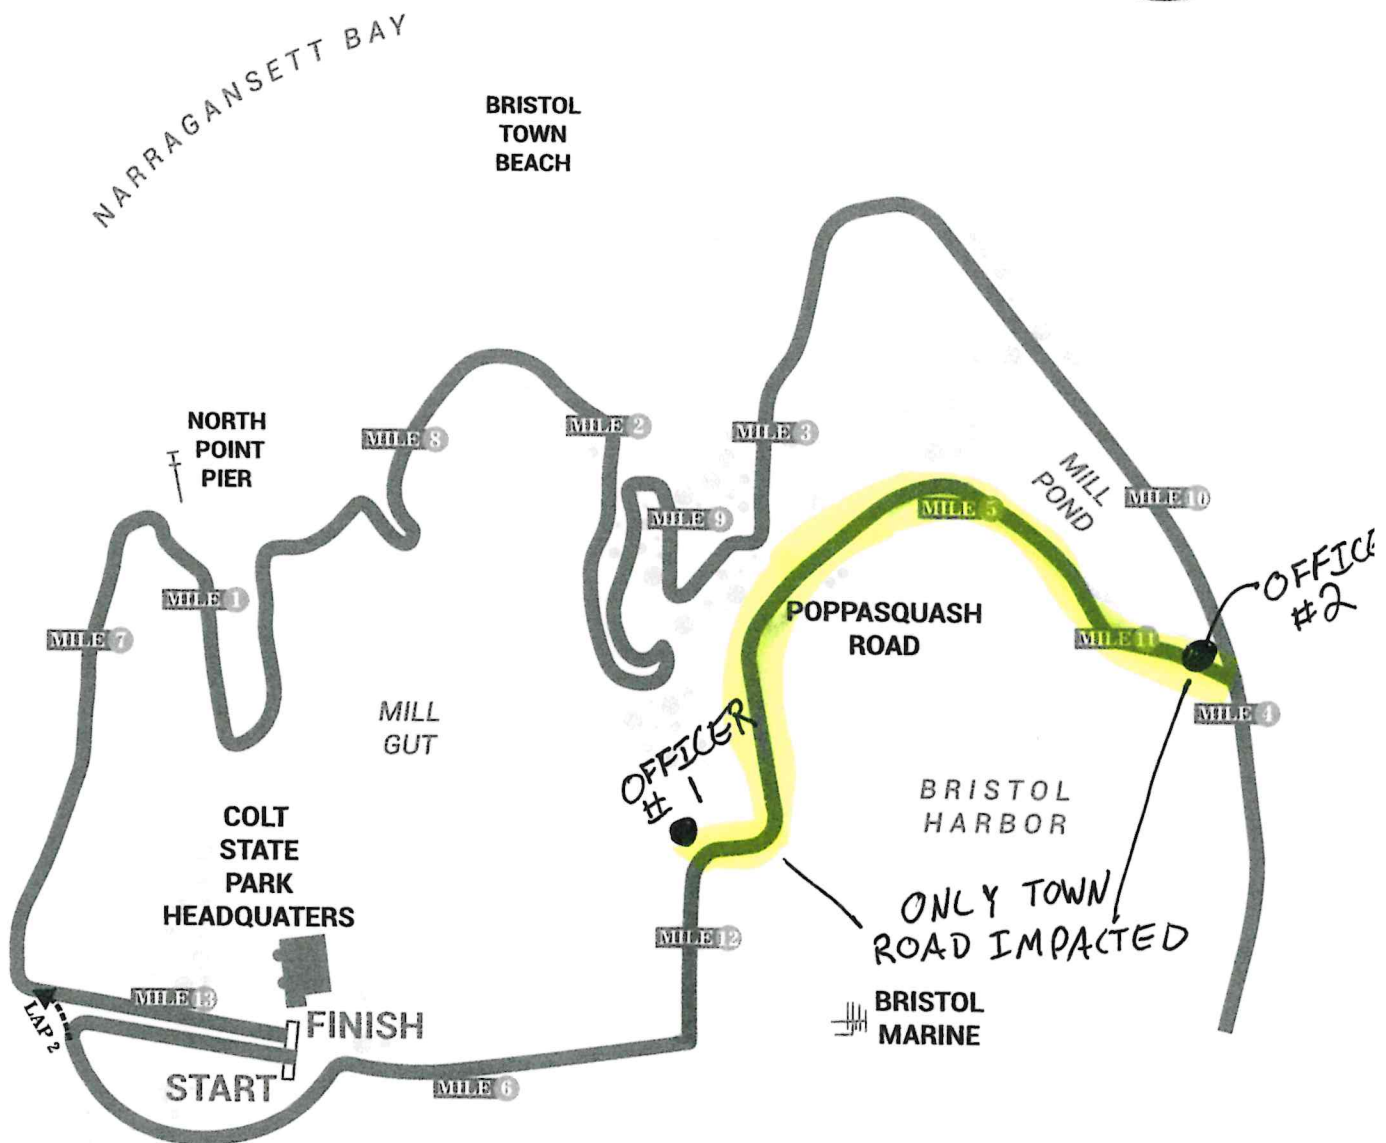 NARRAGANSETT BAY
BRISTOL
TOWN
BEACH
NORTH
POINT
PIER
MILE 8
MILE 2
MILE 3
MILE 9
MILE 5
MILL
POND
MILE 10
OFFICE
#2
MILE 1
MILE 7
POPPASQUASH
ROAD
MILE 11
MILE 4
MILL
GUT
OFFICER
# 1
BRISTOL
HARBOR
COLT
STATE
PARK
HEADQUATERS
ONLY TOWN
ROAD IMPACTED
MILE 12
MILE 13
LAP 2
FINISH
START
BRISTOL
MARINE
MILE 6